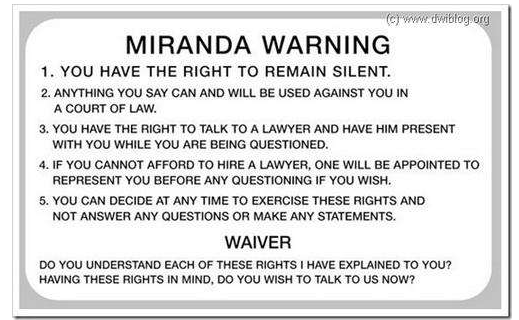 (c) www.dwiblog.org
MIRANDA WARNING
1. YOU HAVE THE RIGHT TO REMAIN SILENT.
2. ANYTHING YOU SAY CAN AND WILL BE USED AGAINST YOU IN
A COURT OF LAW.
3. YOU HAVE THE RIGHT TO TALK TO A LAWYER AND HAVE HIM PRESENT
WITH YOU WHILE YOU ARE BEING QUESTIONED.
4. IF YOU CANNOT AFFORD TO HIRE A LAWYER, ONE WILL BE APPOINTED TO
REPRESENT YOU BEFORE ANY QUESTIONING IF YOU WISH.
5. YOU CAN DECIDE AT ANY TIME TO EXERCISE THESE RIGHTS AND
NOT ANSWER ANY QUESTIONS OR MAKE ANY STATEMENTS.
WAIVER
DO YOU UNDERSTAND EACH OF THESE RIGHTS I HAVE EXPLAINED TO YOU?
HAVING THESE RIGHTS IN MIND, DO YOU WISH TO TALK TO US NOW?